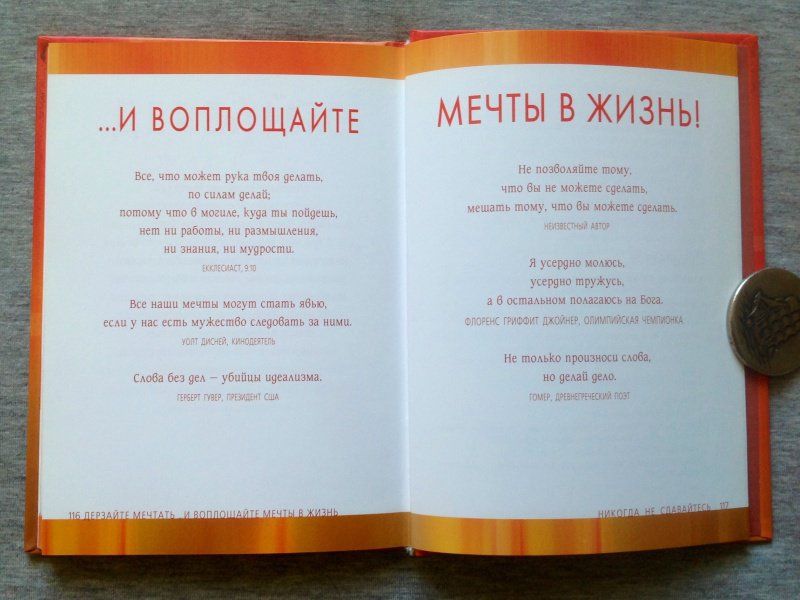 ...И ВОПЛОЩАЙТЕ
Все, что может рука твоя делать,
по силам делай;
потому что в могиле, куда ты пойдешь,
нет ни работы, ни размышления,
ни знания, ни мудрости.
ЕККЛЕСИАСТ, 9:10
Все наши мечты могут стать явью,
если у нас есть мужество следовать за ними.
УОЛТ ДИСНЕЙ, КИНОДЕЯТЕЛЬ
Слова без дел — убийцы идеализма.
ГЕРБЕРТ ГУВЕР, ПРЕЗИДЕНТ США
116 ДЕРЗАЙТЕ МЕЧТАТЬ ...И ВОПЛОЩАЙТЕ МЕЧТЫ В ЖИЗНЬ
МЕЧТЫ В ЖИЗНЬ!
Не позволяйте тому,
что вы не можете сделать,
мешать тому, что вы можете сделать.
НЕИЗВЕСТНЫЙ АВТОР
Я усердно молюсь,
усердно тружусь,
а в остальном полагаюсь на Бога.
ФЛОРЕНС ГРИФФИТ ДЖОЙНЕР, ОЛИМПИЙСКАЯ ЧЕМПИОНКА
Не только произноси слова,
но делай дело.
ГОМЕР, ДРЕВНЕГРЕЧЕСКИЙ ПОЭТ
НИКОГДА НЕ СДАВАЙТЕСЬ 117